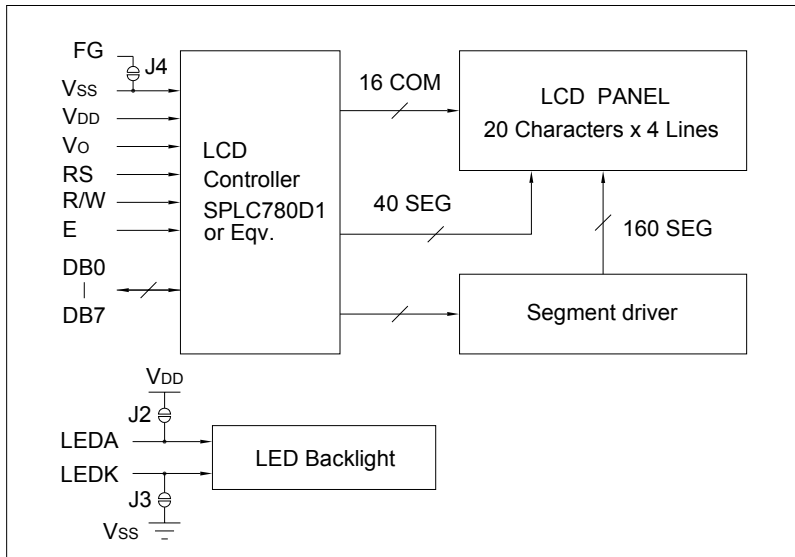 FG
J4
VSS
VDD
VO
RS
R/W
E
DB0
DB7
LCD
Controller
SPLC780D1
or Eqv.
16 COM
40 SEG
LCD PANEL
20 Characters x 4 Lines
160 SEG
Segment driver
VDD
J2
LEDA
LEDK
J3
VSS
LED Backlight